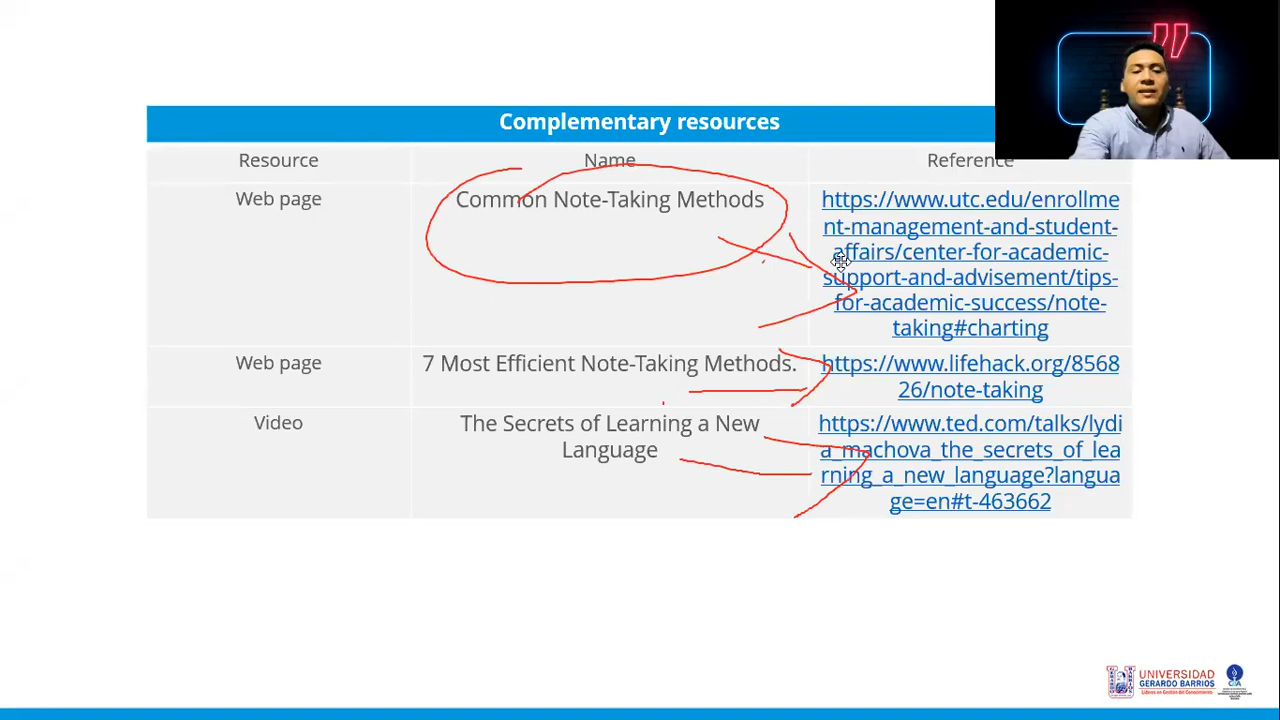 Complementary resources
Resource Name Reference
Web page
Common Note-Taking Methods
https://www.utc.edu/enrollme
nt-management-and-student-
affairs/center-for-academic-
support-and-advisement/tips-
for-academic-success/note-
taking#charting
Web page
7 Most Efficient Note-Taking Methods.
https://www.lifehack.org/8568
26/note-taking
Video
The Secrets of Learning a New
Language
https://www.ted.com/talks/lydi
a_machova_the_secrets_of_lea
rning_a_new_language?langua
ge=en#t-463662
UNIVERSIDAD
GERARDO BARRIOS